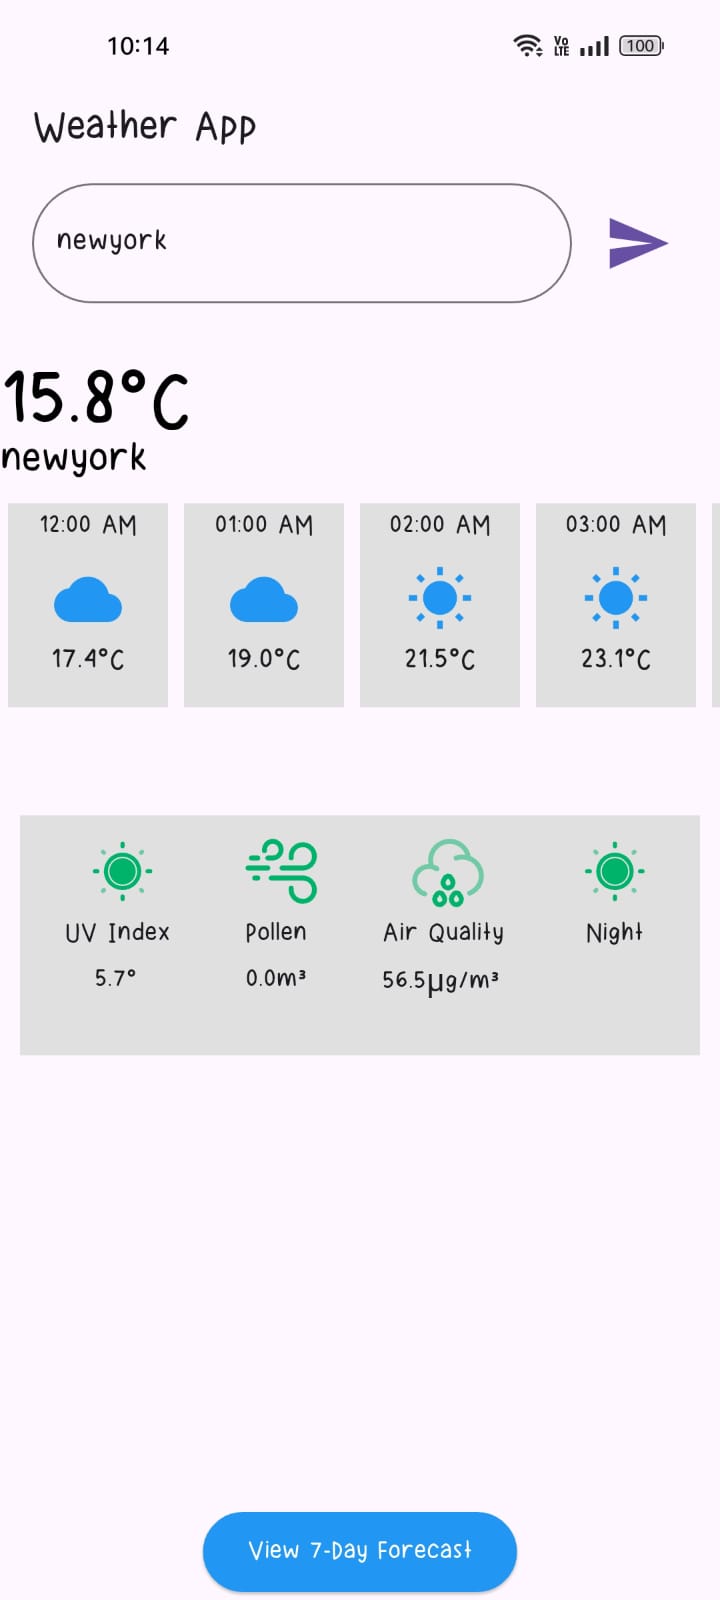 10:14
Vo LTE
100
Weather App
newyork
15.8°C
newyork
12:00 AM 01:00 AM 02:00 AM 03:00 AM
17.4°C 19.0°C 21.5°C 23.1°C
UV Index Pollen Air Quality Night
5.7° 0.0m³ 56.5µg/m³
View 7-Day Forecast